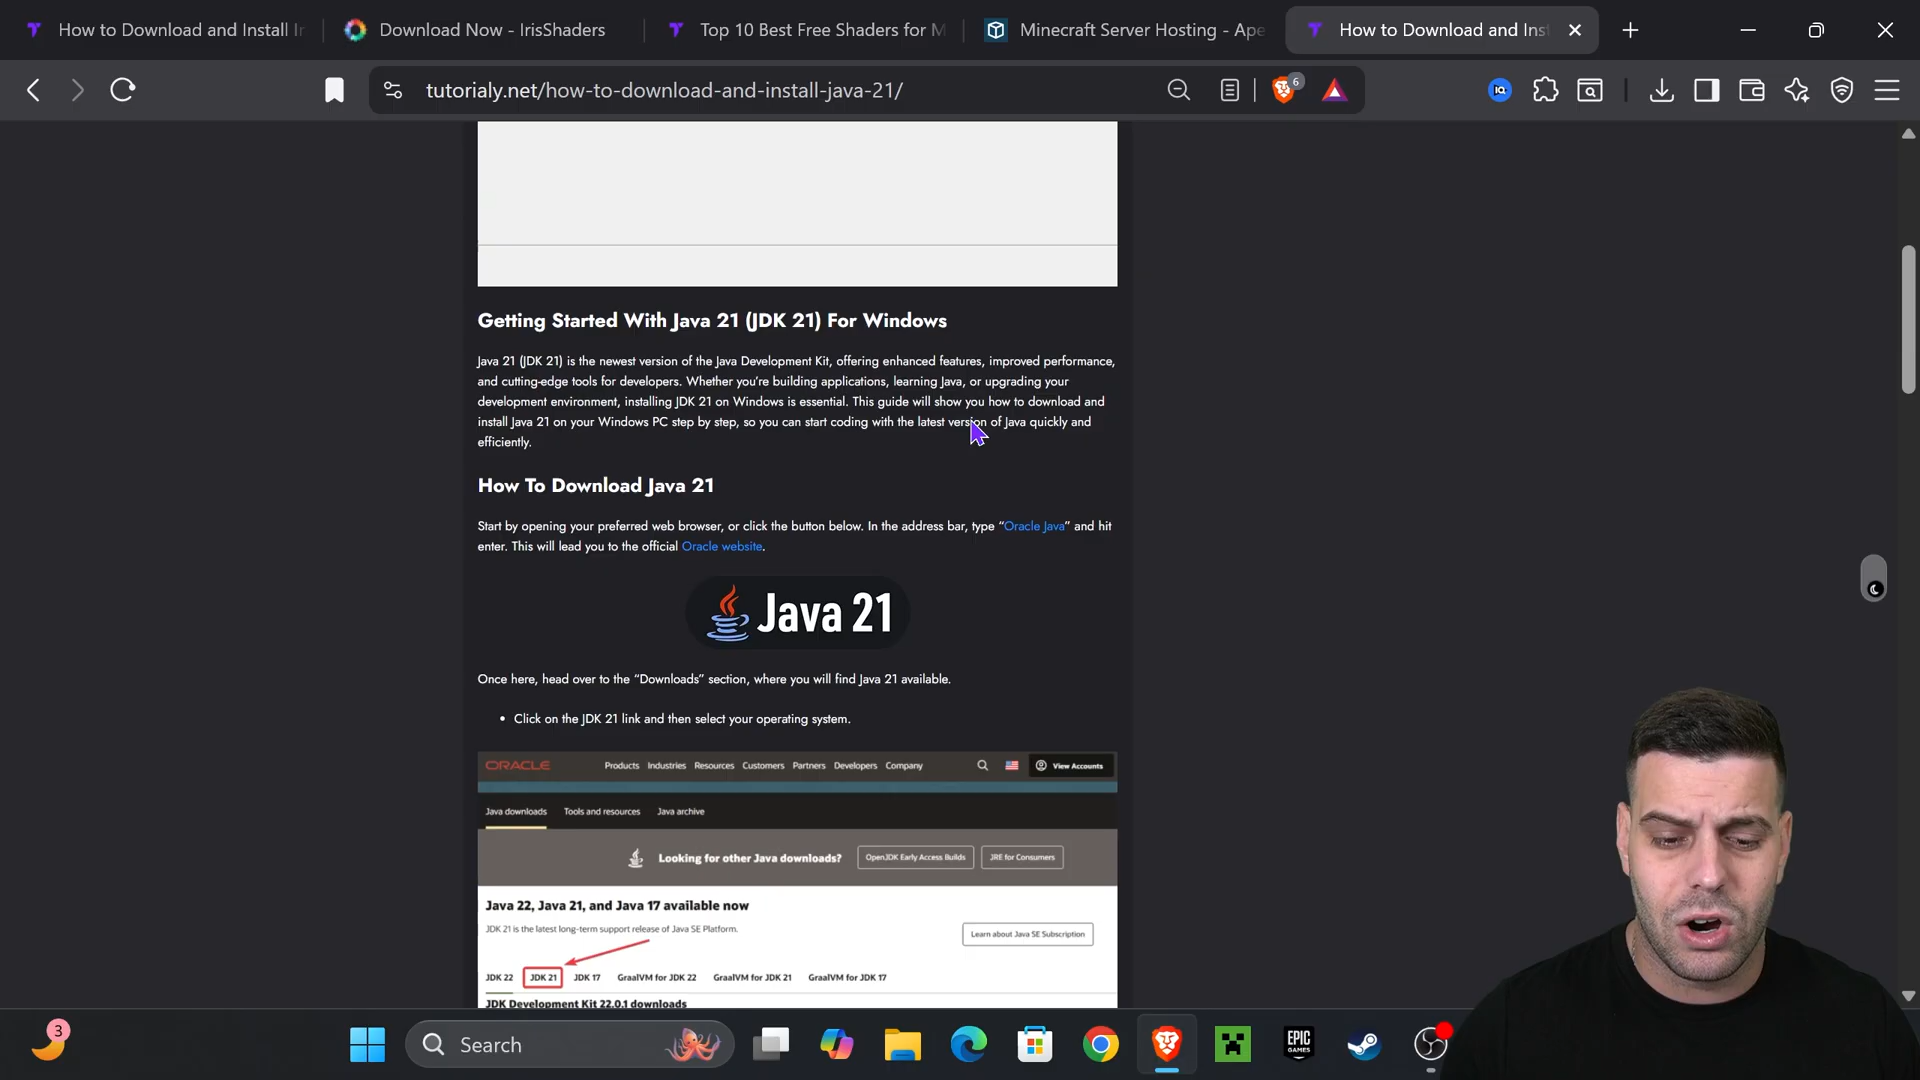 How to Download and Install Ir
Download Now - IrisShaders
Top 10 Best Free Shaders for M
Minecraft Server Hosting - Ape
How to Download and Inst
tutorialy.net/how-to-download-and-install-java-21/
6
IQ
Getting Started With Java 21 (JDK 21) For Windows
Java 21 (JDK 21) is the newest version of the Java Development Kit, offering enhanced features, improved performance,
and cutting-edge tools for developers. Whether you're building applications, learning Java, or upgrading your
development environment, installing JDK 21 on Windows is essential. This guide will show you how to download and
install Java 21 on your Windows PC step by step, so you can start coding with the latest version of Java quickly and
efficiently.
How To Download Java 21
Start by opening your preferred web browser, or click the button below. In the address bar, type “Oracle Java” and hit
enter. This will lead you to the official Oracle website.
Java 21
Once here, head over to the “Downloads” section, where you will find Java 21 available.
• Click on the JDK 21 link and then select your operating system.
ORACLE Products Industries Resources Customers Partners Developers Company View Accounts
Java downloads Tools and resources Java archive
Looking for other Java downloads? OpenJDK Early Access Builds JRE for Consumers
Java 22, Java 21, and Java 17 available now
JDK 21 is the latest long-term support release of Java SE Platform.
Learn about Java SE Subscription
JDK 22 JDK 21 JDK 17 GraalVM for JDK 22 GraalVM for JDK 21 GraalVM for JDK 17
JDK Development Kit 22.0.1 downloads
3
Search
EPIC
GAMES